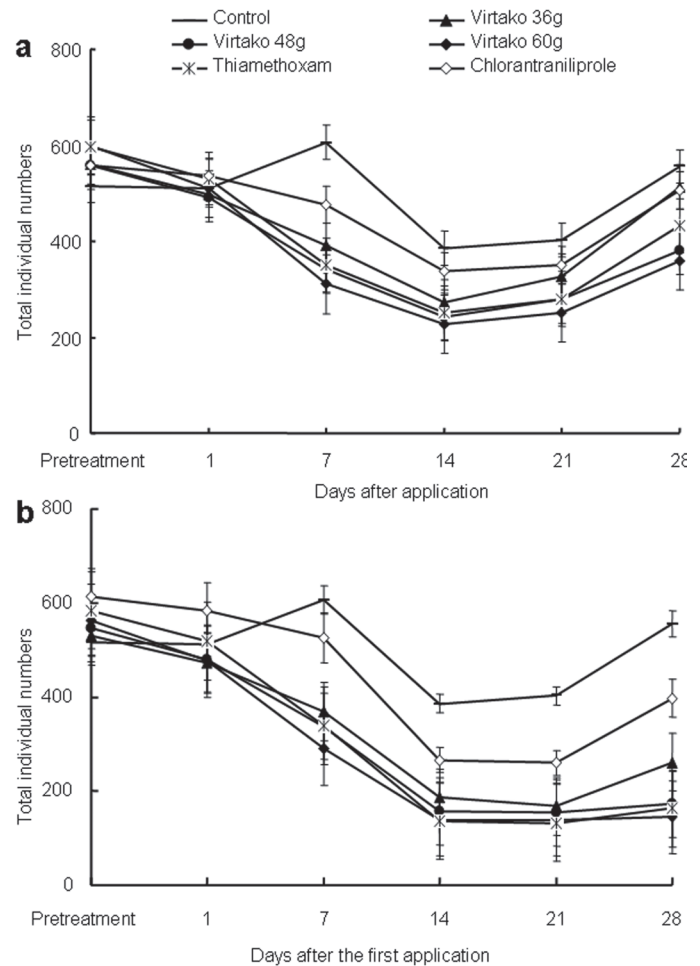 Control
Virtako 36g
Virtako 48g
Virtako 60g
Thiamethoxam
Chlorantraniliprole
a
800
600
400
200
0
Total individual numbers
Pretreatment 1 7 14 21 28
Days after application
b
800
600
400
200
0
Total individual numbers
Pretreatment 1 7 14 21 28
Days after the first application